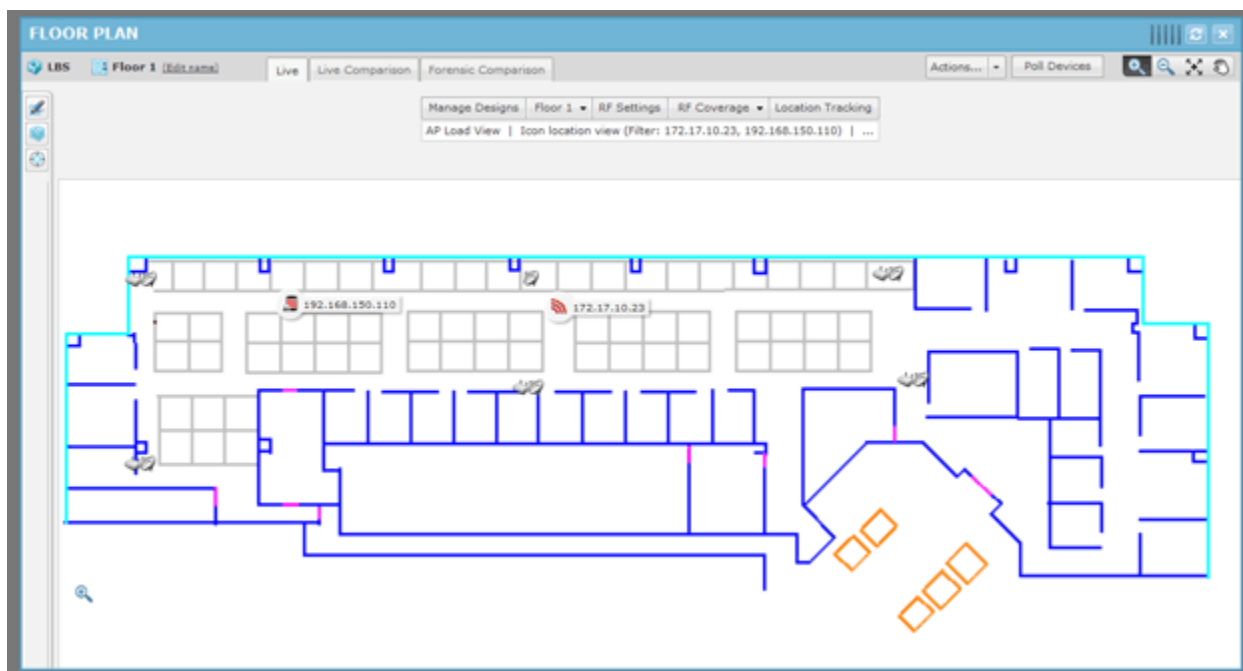 FLOOR PLAN
LBS Floor 1 (Edit name) Live Live Comparison Forensic Comparison Actions... Poll Devices
Manage Designs Floor 1 RF Settings RF Coverage Location Tracking
AP Load View | Icon location view (Filter: 172.17.10.23, 192.168.150.110) | ...
192.168.150.110 172.17.10.23